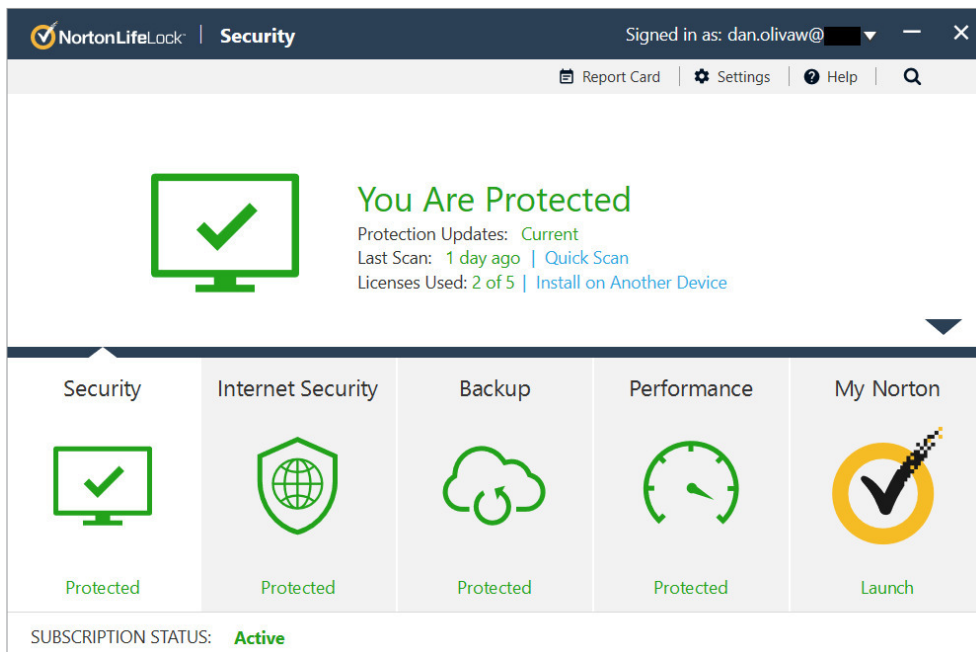 NortonLifeLock | Security Signed in as: dan.olivaw@
Report Card | Settings | Help |
You Are Protected
Protection Updates: Current
Last Scan: 1 day ago | Quick Scan
Licenses Used: 2 of 5 | Install on Another Device
Security Internet Security Backup Performance My Norton
Protected Protected Protected Protected Launch
SUBSCRIPTION STATUS: Active